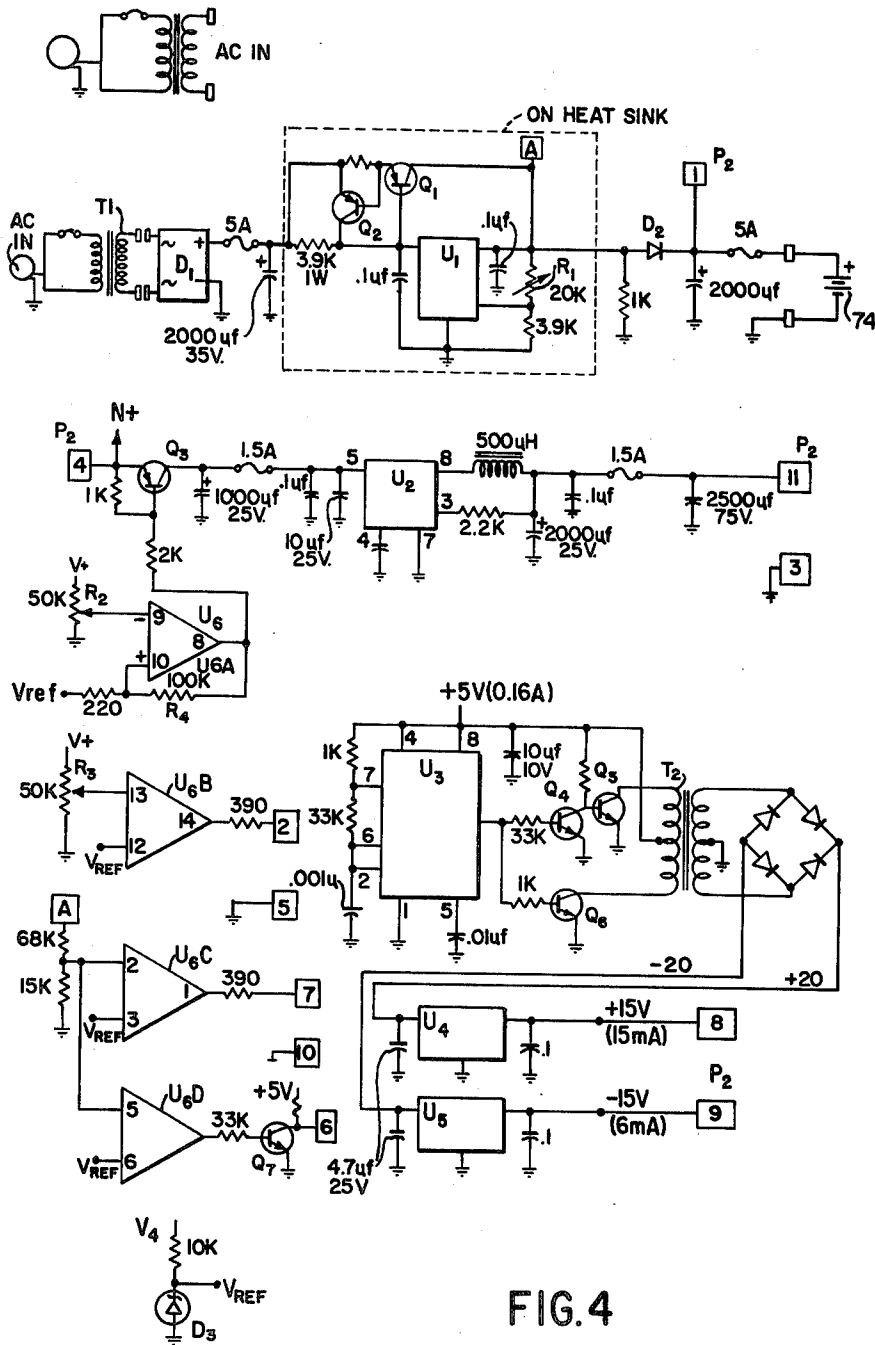 AC IN
ON HEAT SINK
A
P2
1
Q1
Q2
AC IN
T1
D1
~
~
+
-
5A
+
2000uf 35V.
3.9K 1W
.1uf
U1
.1uf
R1
20K
3.9K
1K
D2
+
2000uf
5A
+
74
P2
4
N+
Q3
1K
+
1000uf 25V.
1.5A
.1uf
10uf 25V.
5
U2
8
3
4
7
500uH
2.2K
+
2000uf 25V.
.1uf
1.5A
2500uf 75V.
P2
11
3
2K
V+
50K
R2
-
9
U6
8
+
10
U6A
100K
R4
Vref
220
V+
R3
50K
13
U6B
14
12
VREF
390
2
5
A
68K
15K
2
U6C
1
3
VREF
390
7
10
5
U6D
6
VREF
33K
Q7
+5V
6
+5V(0.16A)
1K
33K
.001u
4
8
7
U3
6
2
1
5
.01uf
10uf 10V
Q4
Q5
33K
1K
Q6
T2
-20
+20
U4
.1
+15V
(15mA)
8
P2
U5
.1
-15V
(6mA)
9
4.7uf 25V
V4
10K
VREF
D3
FIG.4